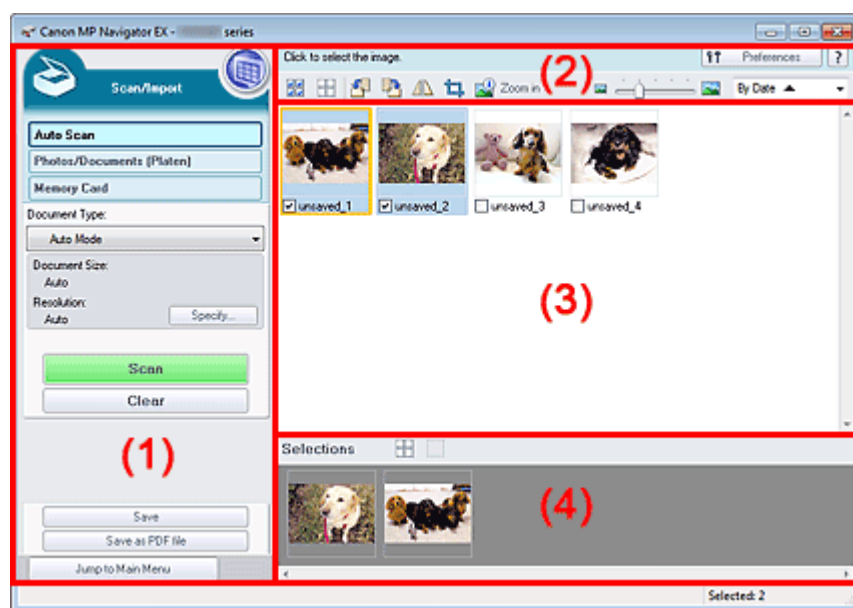 Canon MP Navigator EX - series
Scan/Import
Auto Scan
Photos/Documents (Platen)
Memory Card
Document Type:
Auto Mode
Document Size:
Auto
Resolution:
Auto
Specify...
Scan
Clear
(1)
Save
Save as PDF file
Jump to Main Menu
Click to select the image.
Preferences
?
(2)
Zoom in
By Date
unsaved_1
unsaved_2
unsaved_3
unsaved_4
(3)
Selections
(4)
Selected: 2